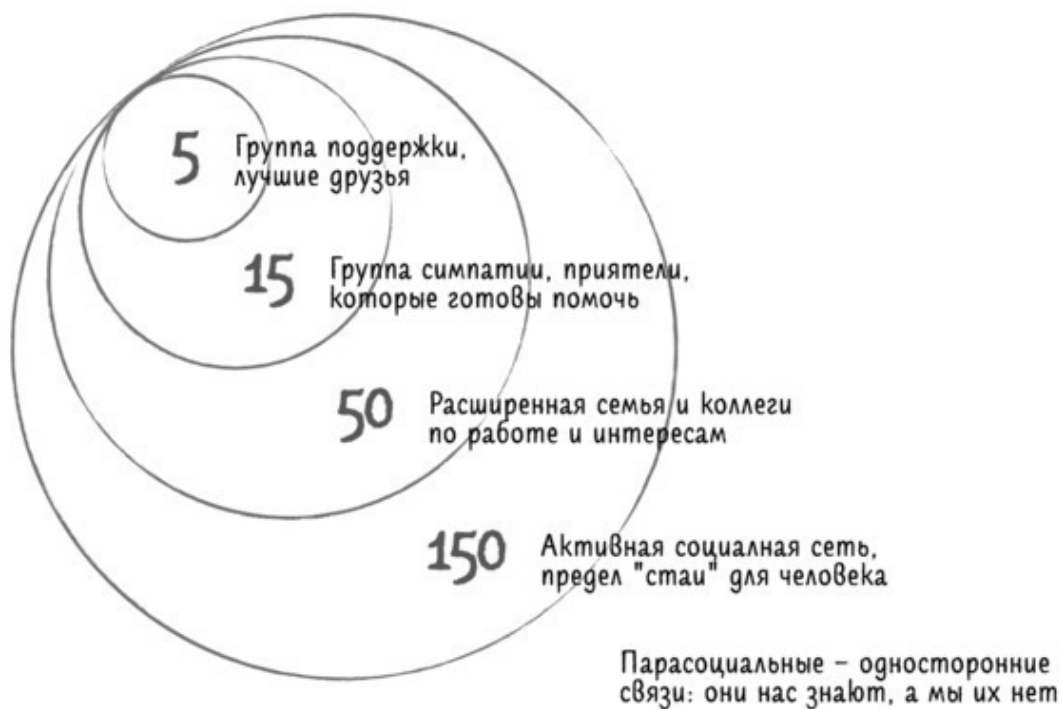 5
Группа поддержки,
лучшие друзья
15
Группа симпатии, приятели,
которые готовы помочь
50
Расширенная семья и коллеги
по работе и интересам
150
Активная социалная сеть,
предел "стаи" для человека
Парасоциальные – односторонние
связи: они нас знают, а мы их нет